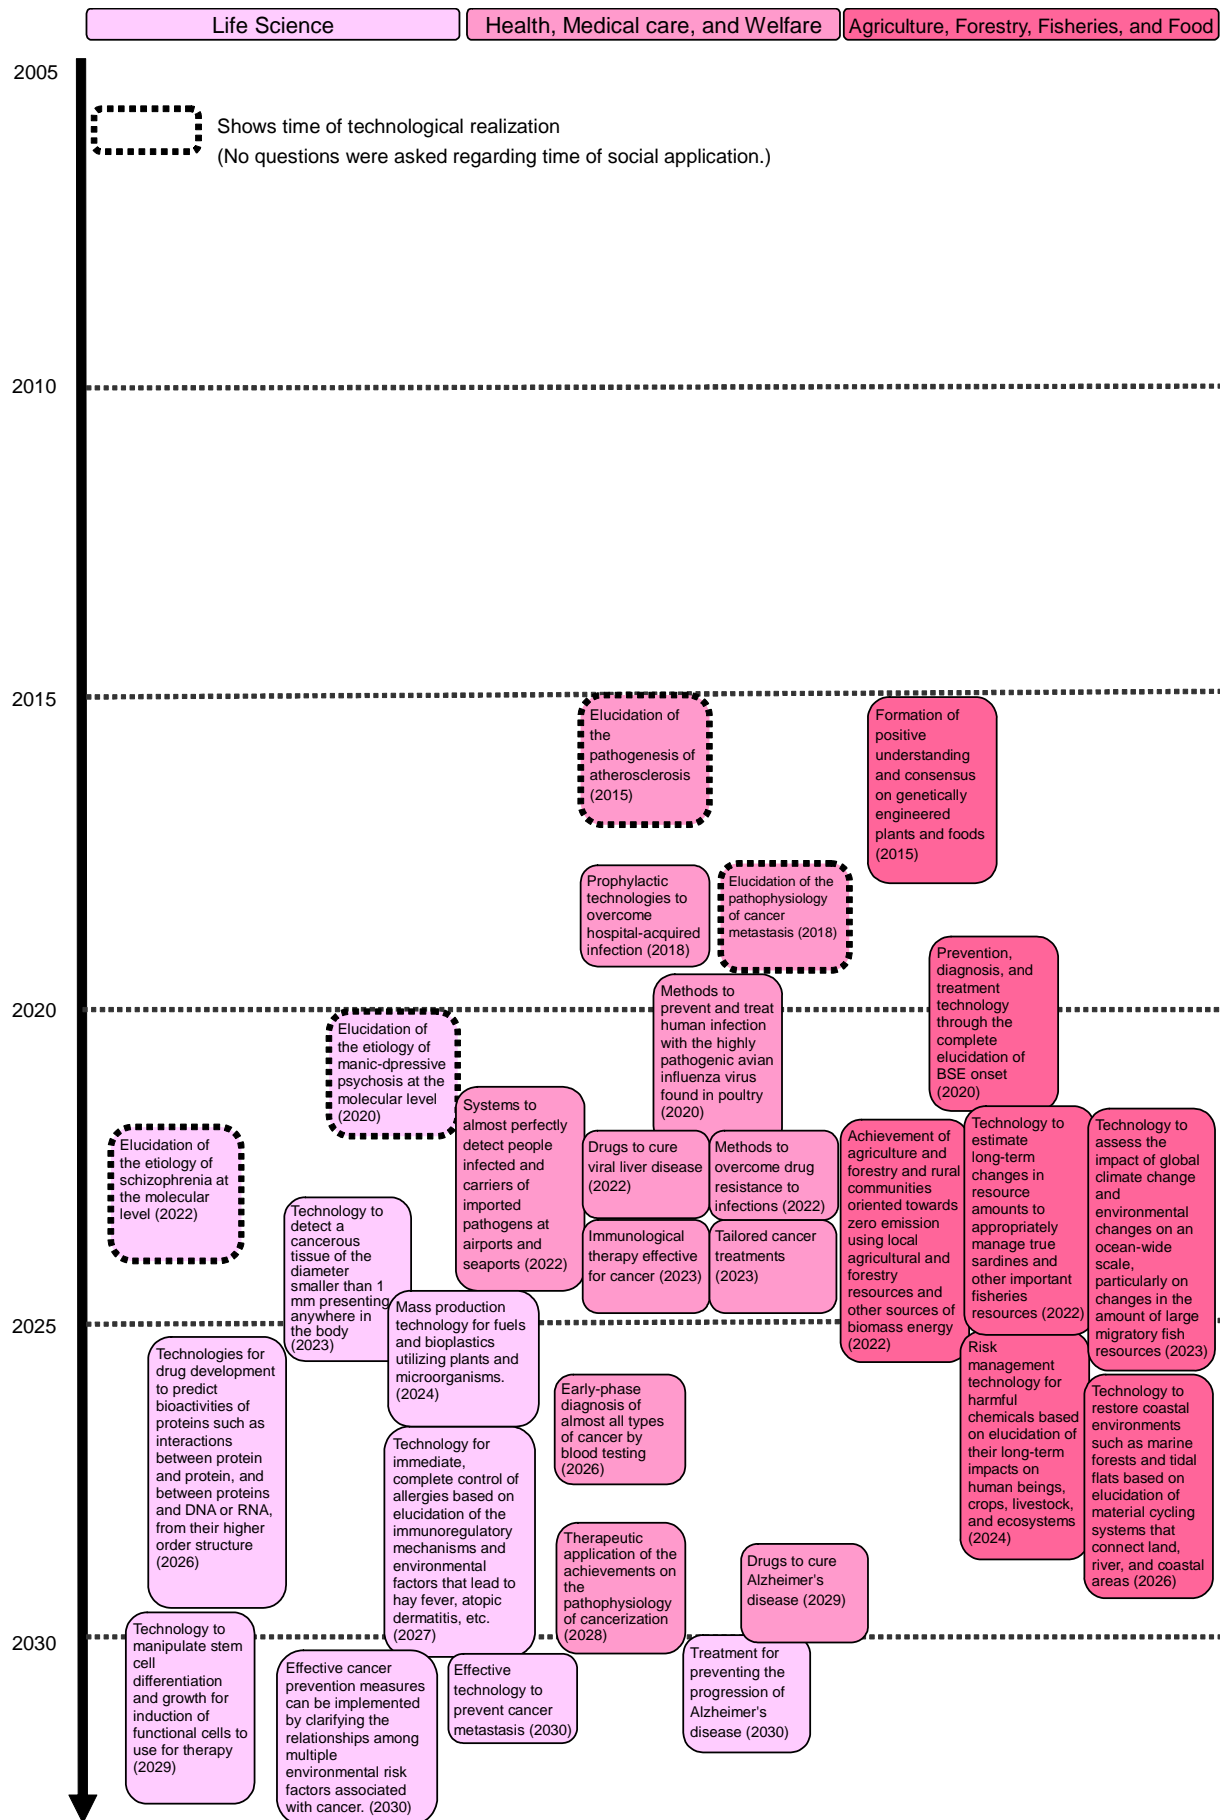 Life Science
Health, Medical care, and Welfare
Agriculture, Forestry, Fisheries, and Food
2005
Shows time of technological realization
(No questions were asked regarding time of social application.)
2010
2015
Elucidation of
the
pathogenesis of
atherosclerosis
(2015)
Formation of
positive
understanding
and consensus
on genetically
engineered
plants and foods
(2015)
Prophylactic
technologies to
overcome
hospital-acquired
infection (2018)
Elucidation of the
pathophysiology
of cancer
metastasis (2018)
Prevention,
diagnosis, and
treatment
technology
through the
complete
elucidation of
BSE onset
(2020)
2020
Methods to
prevent and treat
human infection
with the highly
pathogenic avian
influenza virus
found in poultry
(2020)
Elucidation of
the etiology of
manic-dpressive
psychosis at the
molecular level
(2020)
Systems to
almost perfectly
detect people
infected and
carriers of
imported
pathogens at
airports and
seaports (2022)
Elucidation of
the etiology of
schizophrenia at
the molecular
level (2022)
Drugs to cure
viral liver disease
(2022)
Methods to
overcome drug
resistance to
infections (2022)
Achievement of
agriculture and
forestry and rural
communities
oriented towards
zero emission
using local
agricultural and
forestry
resources and
other sources of
biomass energy
(2022)
Technology to
estimate
long-term
changes in
resource
amounts to
appropriately
manage true
sardines and
other important
fisheries
resources (2022)
Technology to
assess the
impact of global
climate change
and
environmental
changes on an
ocean-wide
scale,
particularly on
changes in the
amount of large
migratory fish
resources (2023)
Technology to
detect a
cancerous
tissue of the
diameter
smaller than 1
mm presenting
anywhere in
the body
(2023)
Immunological
therapy effective
for cancer (2023)
Tailored cancer
treatments
(2023)
Mass production
technology for fuels
and bioplastics
utilizing plants and
microorganisms.
(2024)
2025
Technologies for
drug development
to predict
bioactivities of
proteins such as
interactions
between protein
and protein, and
between proteins
and DNA or RNA,
from their higher
order structure
(2026)
Risk
management
technology for
harmful
chemicals based
on elucidation of
their long-term
impacts on
human beings,
crops, livestock,
and ecosystems
(2024)
Early-phase
diagnosis of
almost all types
of cancer by
blood testing
(2026)
Technology to
restore coastal
environments
such as marine
forests and tidal
flats based on
elucidation of
material cycling
systems that
connect land,
river, and coastal
areas (2026)
Technology for
immediate,
complete control of
allergies based on
elucidation of the
immunoregulatory
mechanisms and
environmental
factors that lead to
hay fever, atopic
dermatitis, etc.
(2027)
Therapeutic
application of the
achievements on
the
pathophysiology
of cancerization
(2028)
Drugs to cure
Alzheimer's
disease (2029)
2030
Technology to
manipulate stem
cell
differentiation
and growth for
induction of
functional cells to
use for therapy
(2029)
Effective cancer
prevention measures
can be implemented
by clarifying the
relationships among
multiple
environmental risk
factors associated
with cancer. (2030)
Effective
technology to
prevent cancer
metastasis (2030)
Treatment for
preventing the
progression of
Alzheimer's
disease (2030)